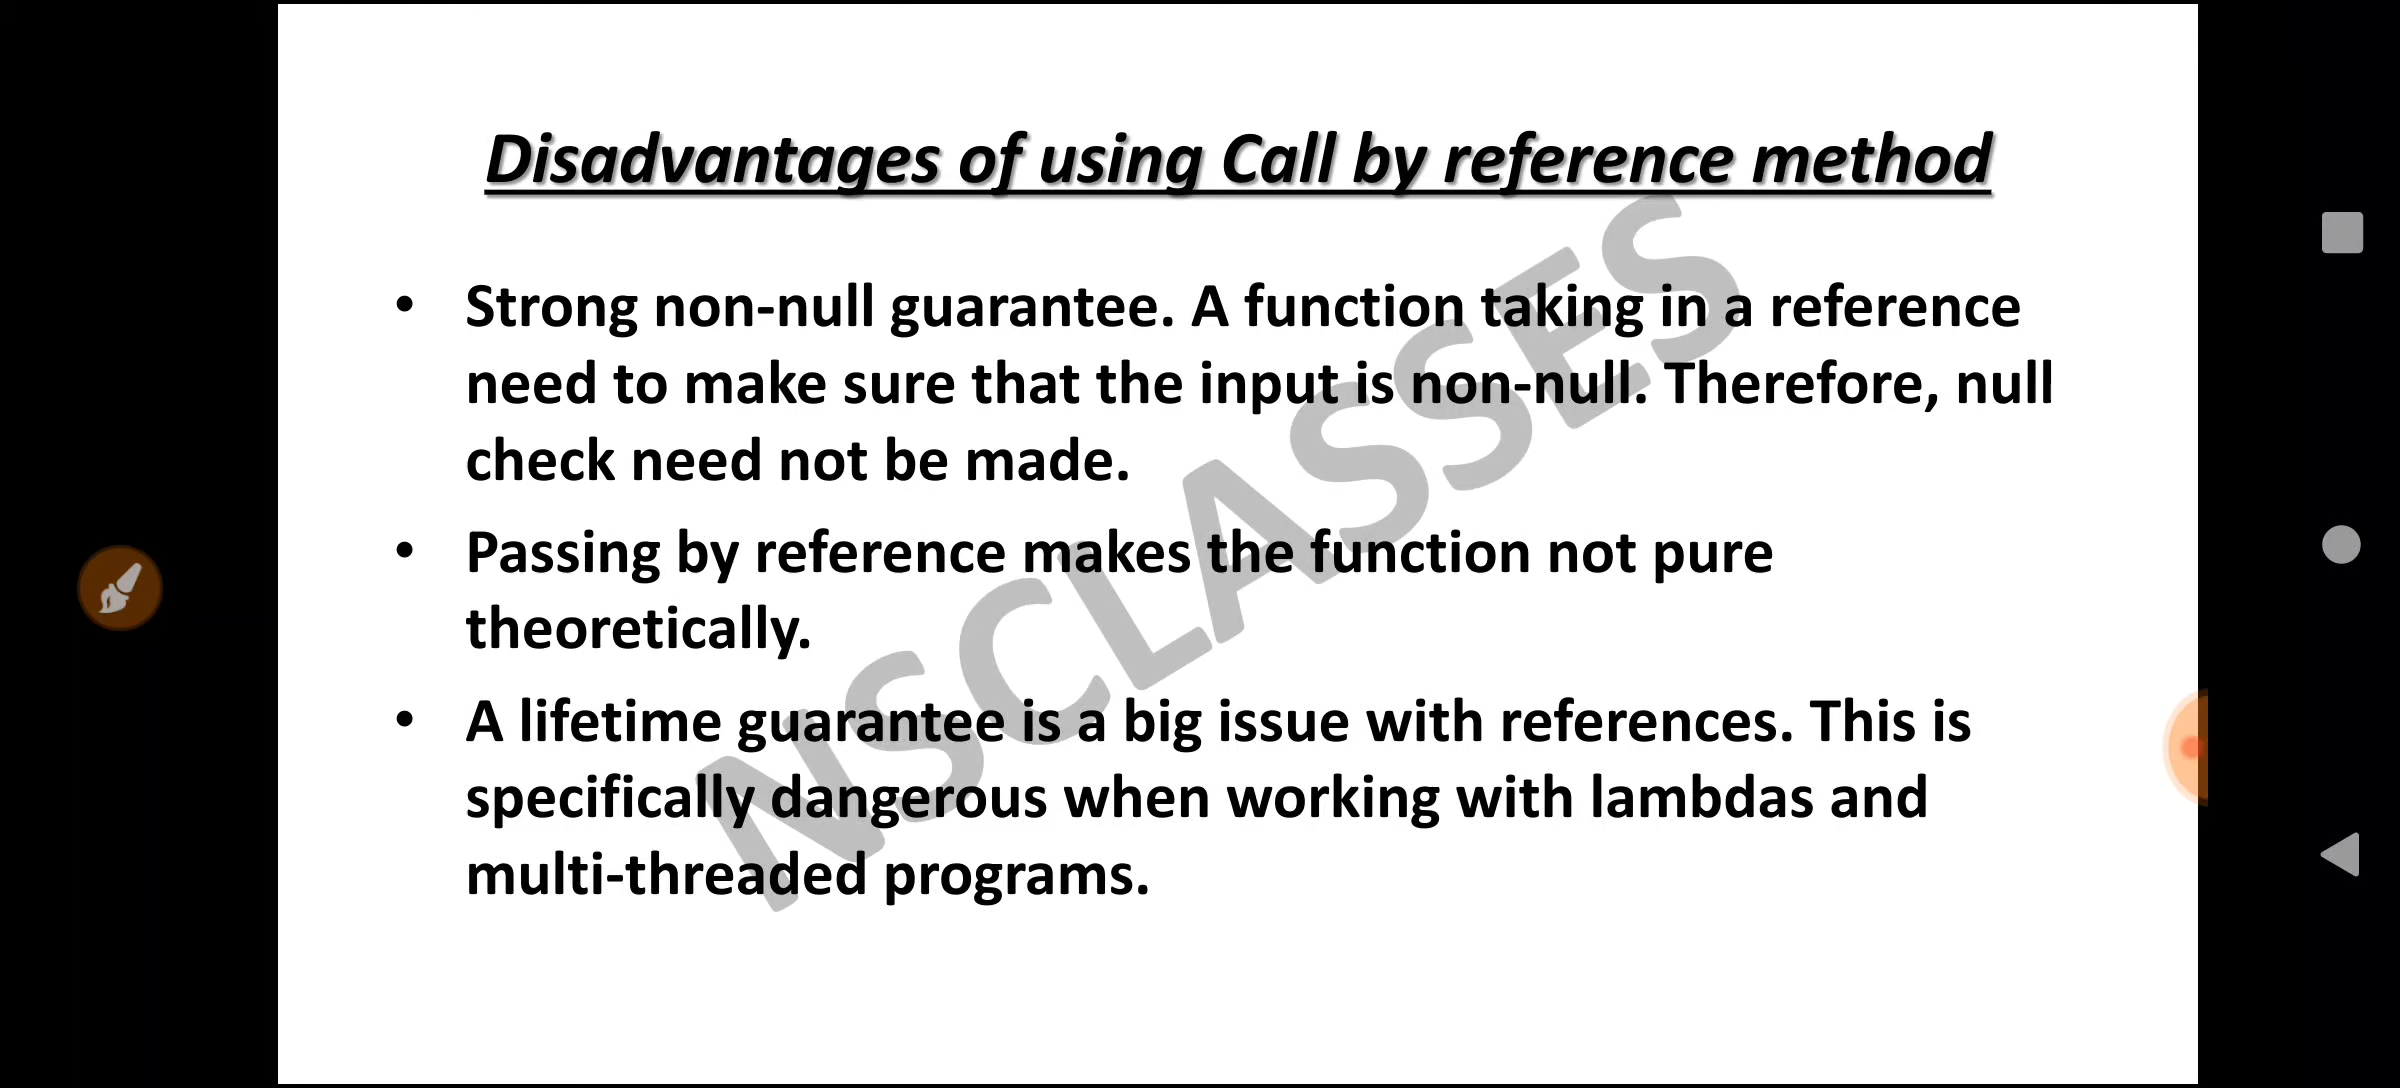 Disadvantages of using Call by reference method
• Strong non-null guarantee. A function taking in a reference
need to make sure that the input is non-null. Therefore, null
check need not be made.
• Passing by reference makes the function not pure
theoretically.
• A lifetime guarantee is a big issue with references. This is
specifically dangerous when working with lambdas and
multi-threaded programs.
NSCLASSES